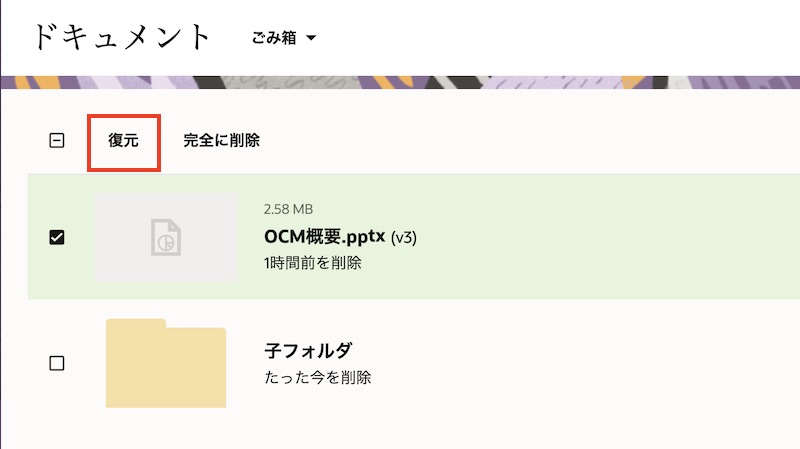 ドキュメント ごみ箱
復元 完全に削除
2.58 MB
OCM概要.pptx (v3)
1時間前を削除
子フォルダ
たった今を削除